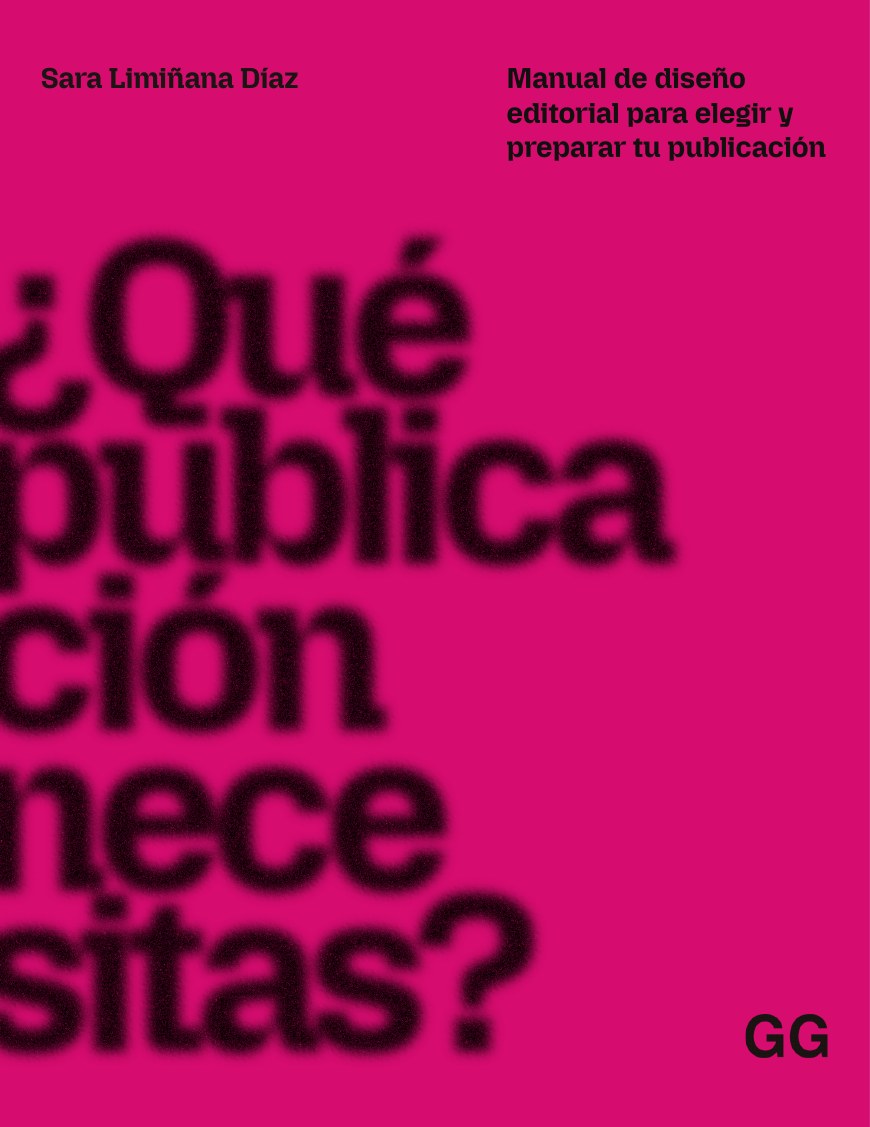 Sara Limiñana Díaz
Manual de diseño
editorial para elegir y
preparar tu publicación
¿Qué
publica
ción
nece
sitas?
GG